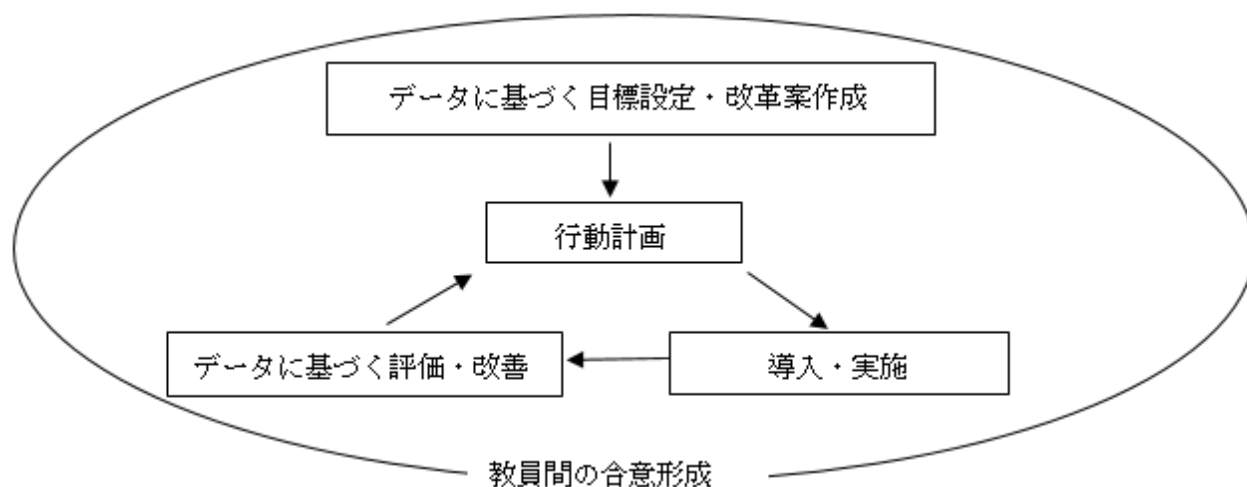 データに基づく目標設定・改革案作成
行動計画
データに基づく評価・改善
導入・実施
教員間の合意形成